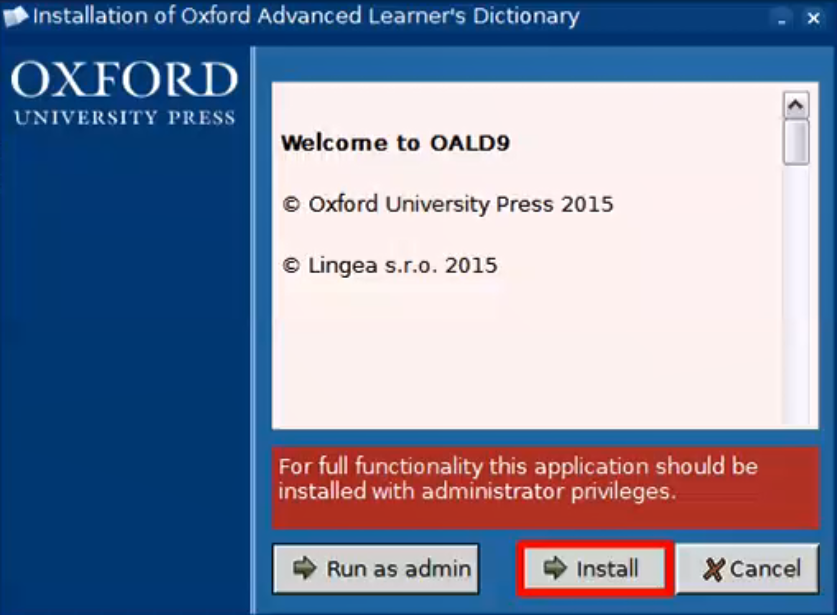 Installation of Oxford Advanced Learner's Dictionary
OXFORD
UNIVERSITY PRESS
Welcome to OALD9
© Oxford University Press 2015
© Lingea s.r.o. 2015
For full functionality this application should be
installed with administrator privileges.
Run as admin
Install
Cancel